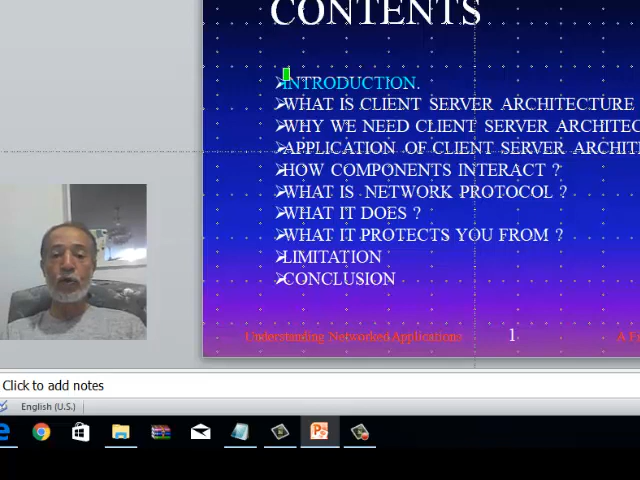 CONTENTS
INTRODUCTION.
WHAT IS CLIENT SERVER ARCHITECTURE
WHY WE NEED CLIENT SERVER ARCHITEC
APPLICATION OF CLIENT SERVER ARCHIT
HOW COMPONENTS INTERACT ?
WHAT IS NETWORK PROTOCOL ?
WHAT IT DOES ?
WHAT IT PROTECTS YOU FROM ?
LIMITATION
CONCLUSION
Understanding Networked Applications 1 A F
Click to add notes
English (U.S.)